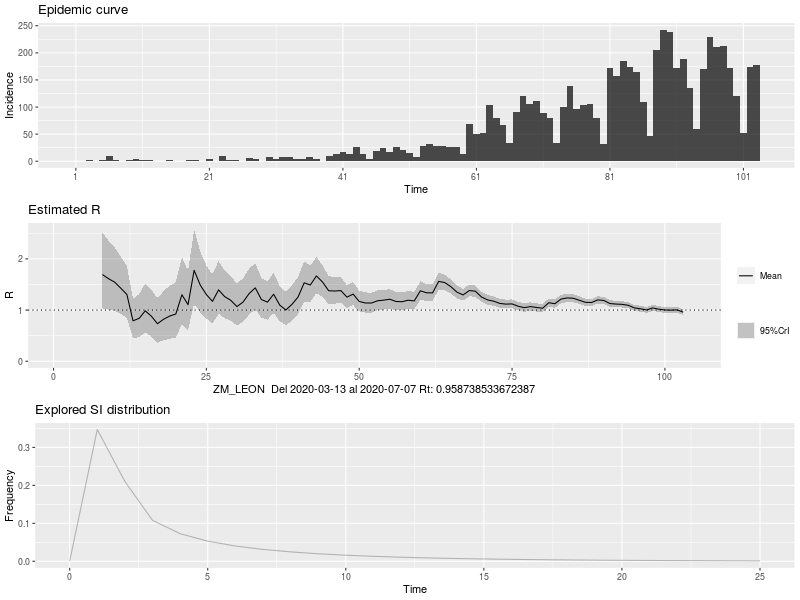 Epidemic curve
250
200
150
100
50
0
Incidence
1 21 41 61 81 101
Time
Estimated R
2
1
0
R
0 25 50 75 100
ZM_LEON Del 2020-03-13 al 2020-07-07 Rt: 0.958738533672387
Mean
95%CrI
Explored SI distribution
0.3
0.2
0.1
0.0
Frequency
0 5 10 15 20 25
Time